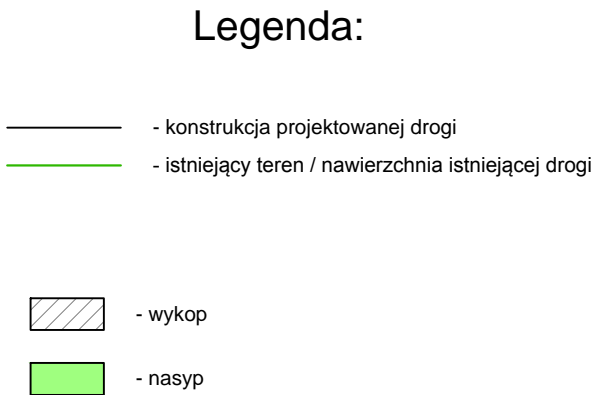 Legenda:
- konstrukcja projektowanej drogi
- istniejący teren / nawierzchnia istniejącej drogi
- wykop
- nasyp